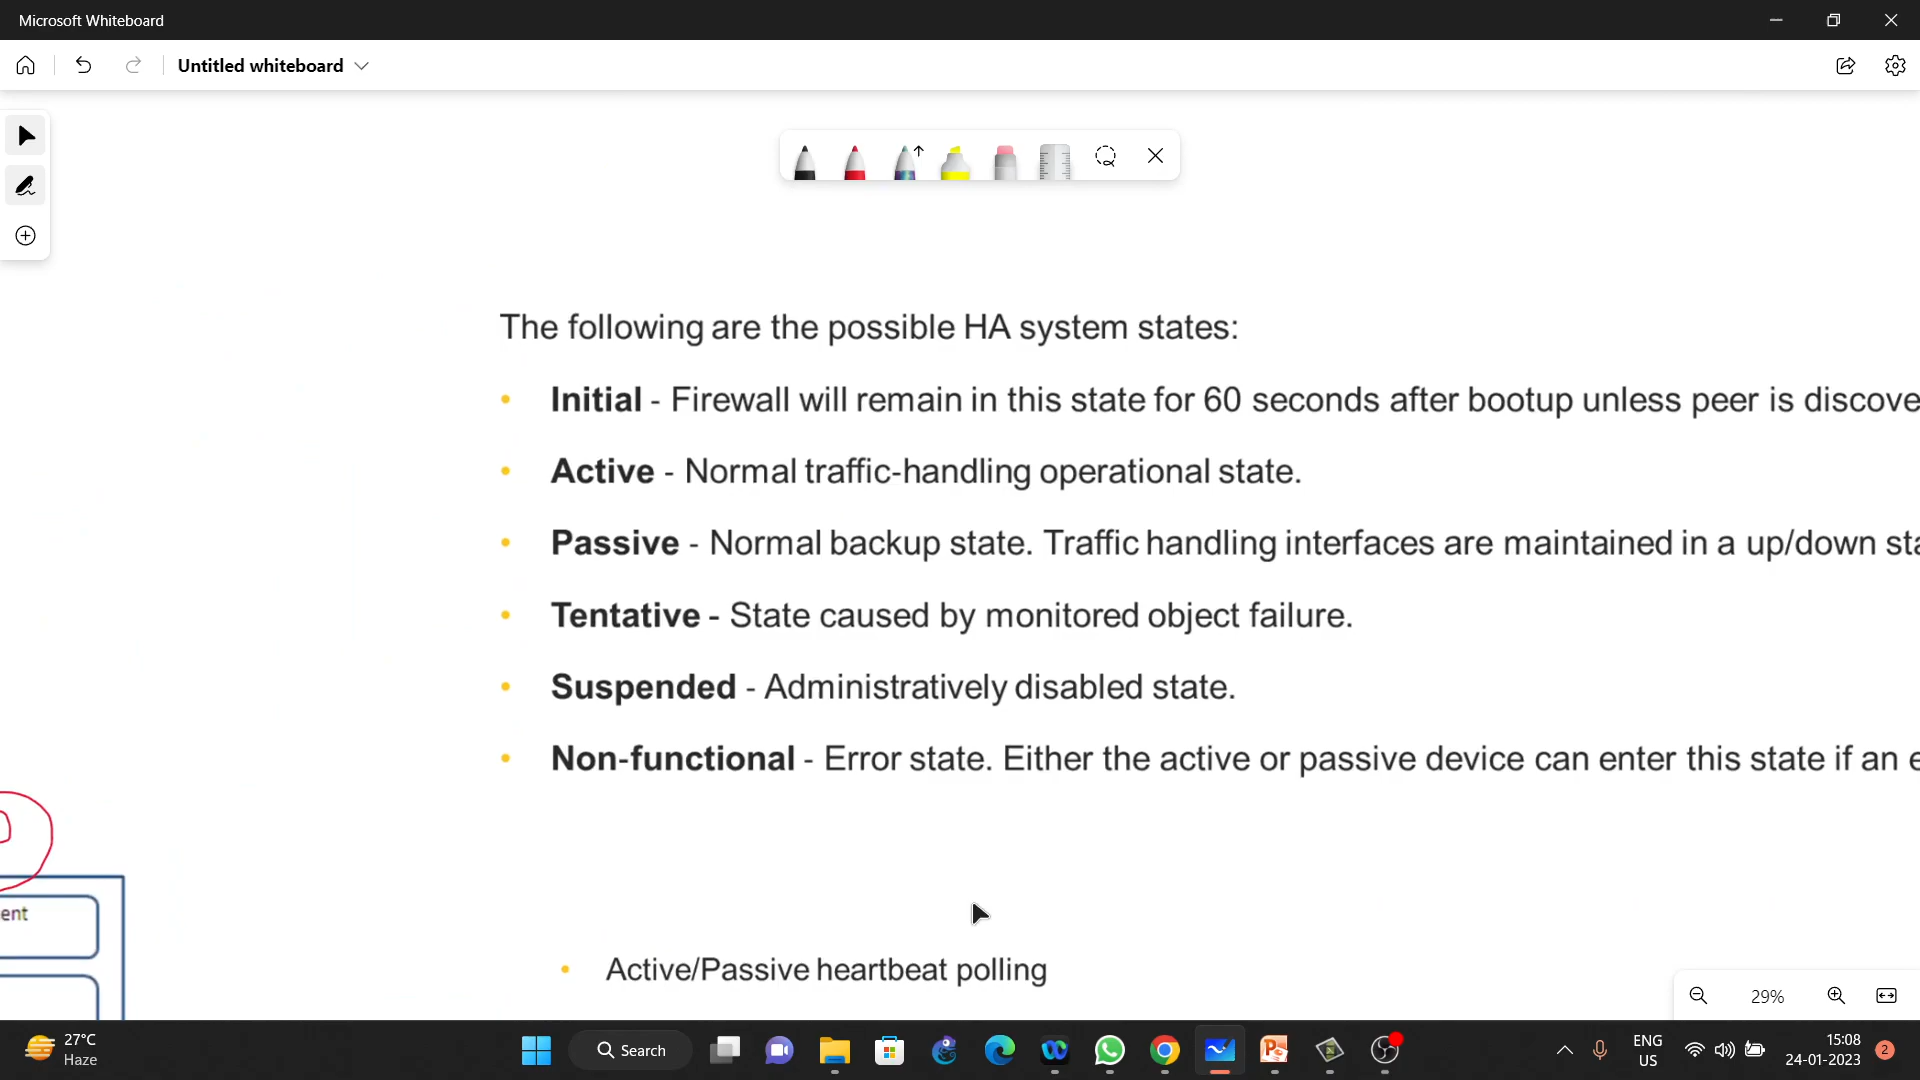 Microsoft Whiteboard
Untitled whiteboard
The following are the possible HA system states:
• Initial - Firewall will remain in this state for 60 seconds after bootup unless peer is discove
• Active - Normal traffic-handling operational state.
• Passive - Normal backup state. Traffic handling interfaces are maintained in a up/down sta
• Tentative - State caused by monitored object failure.
• Suspended - Administratively disabled state.
• Non-functional - Error state. Either the active or passive device can enter this state if an e
ent
• Active/Passive heartbeat polling
29%
27°C
Haze
Search
ENG
US
15:08
24-01-2023
2